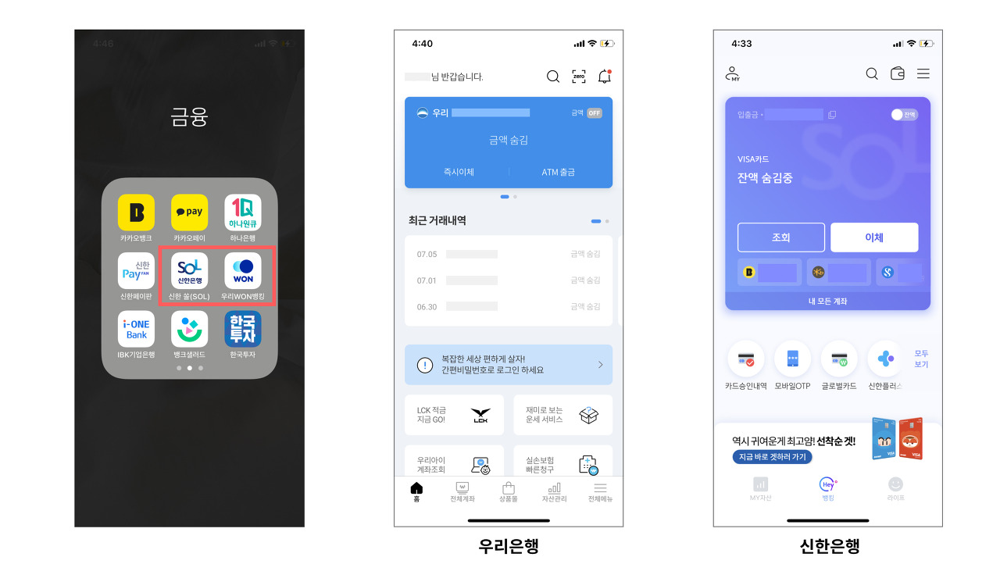 4:46
금융
B
카카오뱅크
pay
카카오페이
1Q
하나원큐
하나은행
신한
Pay FAN
신한페이판
SOL
신한은행
신한 쏠(SOL)
WON
우리WON뱅킹
i-ONE
Bank
IBK기업은행
뱅크샐러드
한국
투자
한국투자
4:40
님 반갑습니다.
zero
우리
금액 OFF
금액 숨김
즉시이체
ATM 출금
최근 거래내역
07.05
금액 숨김
07.01
금액 숨김
06.30
금액 숨김
복잡한 세상 편하게 살자!
간편비밀번호로 로그인 하세요
LCK 적금
지금 GO!
LCK
재미로 보는
운세 서비스
우리아이
계좌조회
실손보험
빠른청구
홈
전체계좌
상품몰
자산관리
전체메뉴
우리은행
4:33
MY
입출금 •
잔액
SOL
VISA카드
잔액 숨김중
조회
이체
B
내 모든 계좌
카드승인내역
모바일OTP
글로벌카드
신한플러스
모두
보기
역시 귀여운게 최고얌! 선착순 겟!
지금 바로 겟하러 가기
VISA
VISA
MY자산
Hey
뱅킹
라이프
신한은행